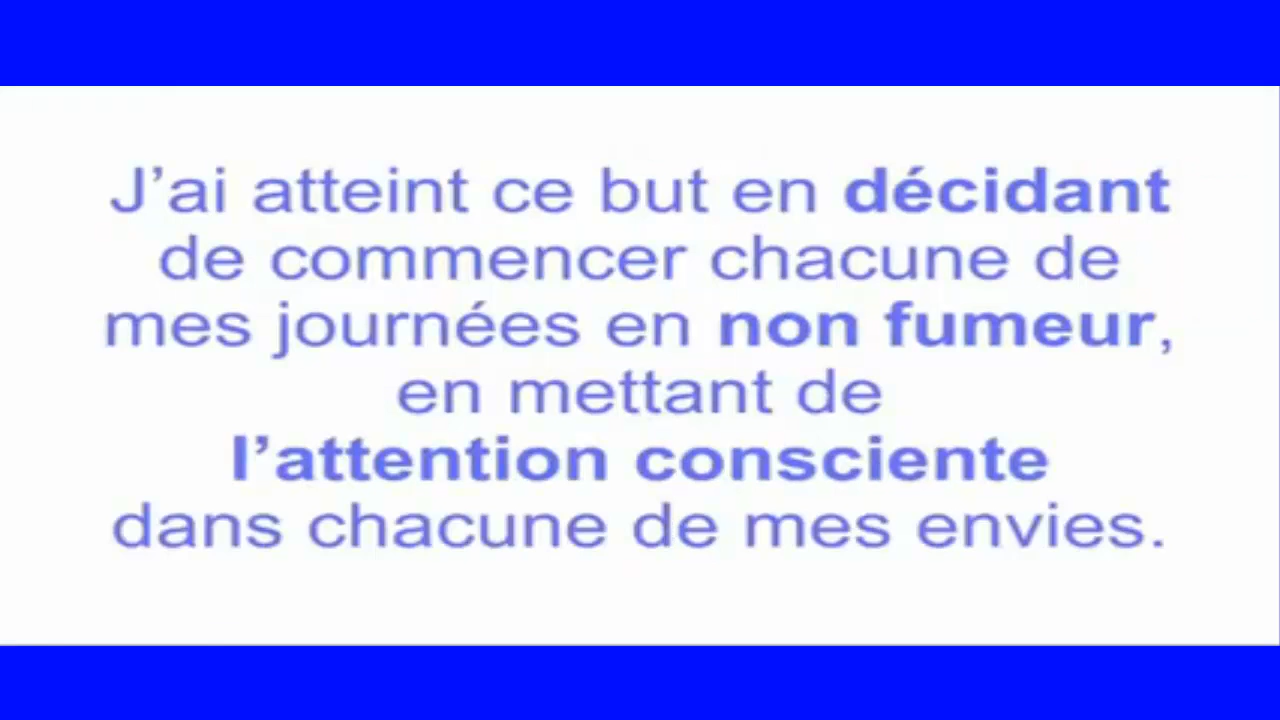 J’ai atteint ce but en décidant
de commencer chacune de
mes journées en non fumeur,
en mettant de
l’attention consciente
dans chacune de mes envies.